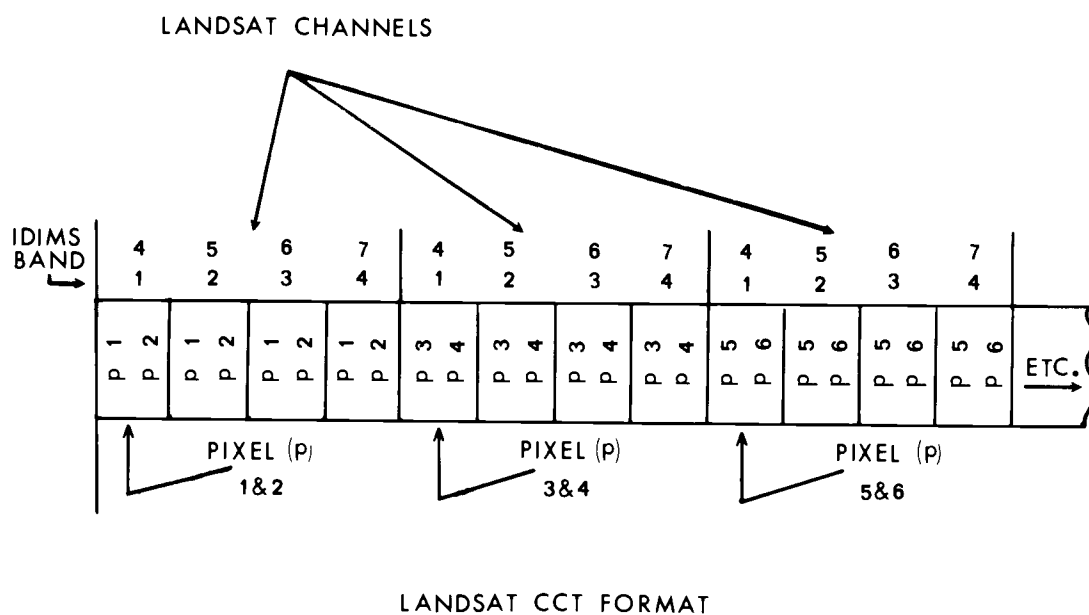 LANDSAT CHANNELS
IDIMS BAND
4 5 6 7 4 5 6 7 4 5 6 7
1 2 3 4 1 2 3 4 1 2 3 4
p 1 p 2 p 1 p 2 p 1 p 2 p 1 p 2 p 3 p 4 p 3 p 4 p 3 p 4 p 3 p 4 p 5 p 6 p 5 p 6 p 5 p 6 p 5 p 6 ETC.
PIXEL (p) PIXEL (p) PIXEL (p)
1&2 3&4 5&6
LANDSAT CCT FORMAT